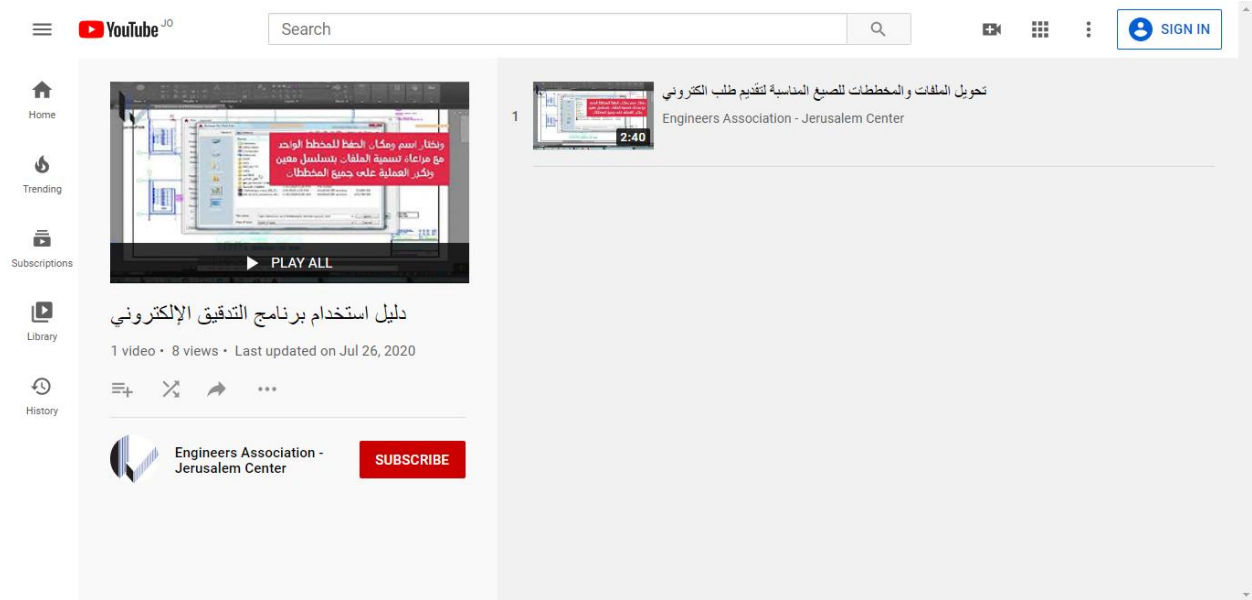 YouTube JO
Search
SIGN IN
Home
Trending
Subscriptions
Library
History
ونختار اسم ومكان الحفظ للمخطط الواحد
مع مراعاة تسمية الملفات بتسلسل معين
ونكرر العملية على جميع المخططات
PLAY ALL
دليل استخدام برنامج التدقيق الإلكتروني
1 video • 8 views • Last updated on Jul 26, 2020
Engineers Association -
Jerusalem Center
SUBSCRIBE
1
2:40
تحويل الملفات والمخططات للصيغ المناسبة لتقديم طلب الكتروني
Engineers Association - Jerusalem Center